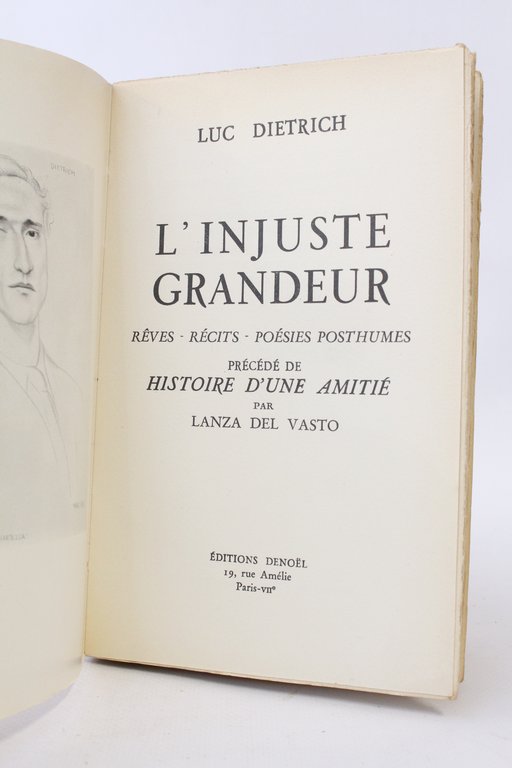 DIETRICH
LUC DIETRICH
L'INJUSTE
GRANDEUR
RÊVES - RÉCITS - POÉSIES POSTHUMES
PRÉCÉDÉ DE
HISTOIRE D'UNE AMITIÉ
PAR
LANZA DEL VASTO
ÉDITIONS DENOËL
19, rue Amélie
Paris-VIIᵉ